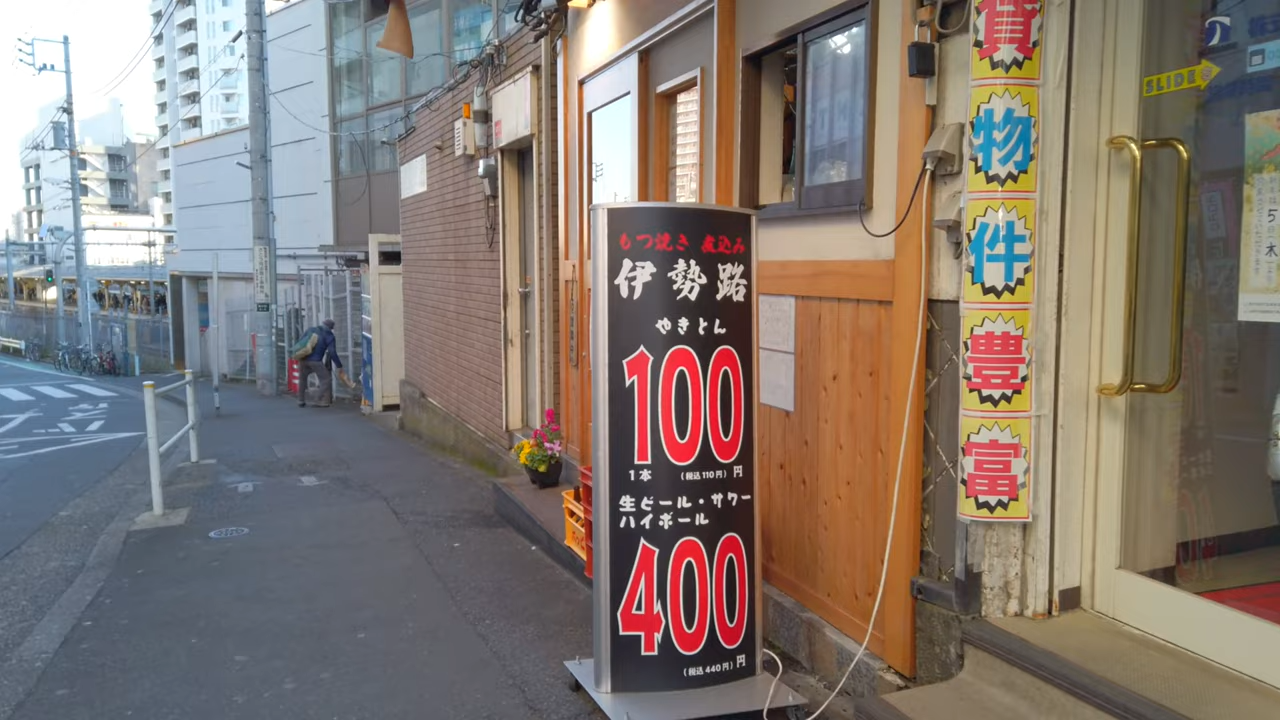 もつ焼き 煮込み
伊勢路
やきとん
100
1本 (税込110円) 円
生ビール・サワー
ハイボール
400
(税込440円) 円
賃
物
件
豊
富
SLIDE